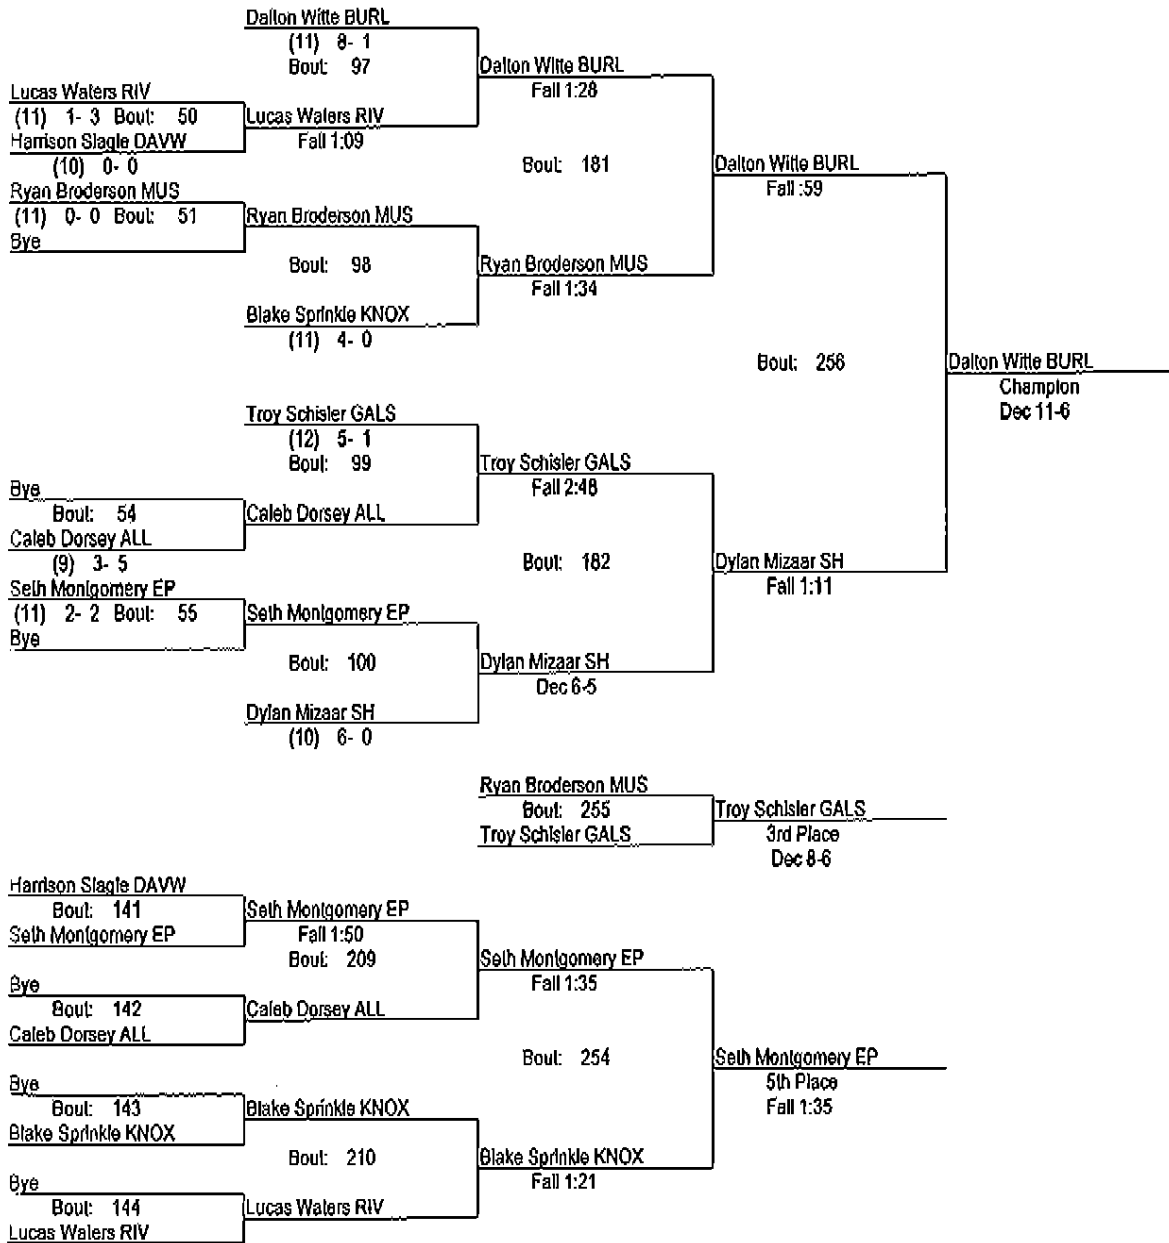 Dalton Witte BURL
(11) 8- 1
Bout: 97
Dalton Witte BURL
Fall 1:28
Lucas Waters RIV
(11) 1- 3 Bout: 50
Lucas Waters RIV
Fall 1:09
Harrison Slagle DAVW
(10) 0- 0
Bout: 181
Dalton Witte BURL
Fall :59
Ryan Broderson MUS
(11) 0- 0 Bout: 51
Ryan Broderson MUS
Bye
Bout: 98
Ryan Broderson MUS
Fall 1:34
Blake Sprinkle KNOX
(11) 4- 0
Bout: 256
Dalton Witte BURL
Champion
Dec 11-6
Troy Schisler GALS
(12) 5- 1
Bout: 99
Troy Schisler GALS
Fall 2:48
Bye
Bout: 54
Caleb Dorsey ALL
Caleb Dorsey ALL
(9) 3- 5
Bout: 182
Dylan Mizaar SH
Fall 1:11
Seth Montgomery EP
(11) 2- 2 Bout: 55
Seth Montgomery EP
Bye
Bout: 100
Dylan Mizaar SH
Dec 6-5
Dylan Mizaar SH
(10) 6- 0
Ryan Broderson MUS
Bout: 255
Troy Schisler GALS
Troy Schisler GALS
3rd Place
Dec 8-6
Harrison Slagle DAVW
Bout: 141
Seth Montgomery EP
Seth Montgomery EP
Fall 1:50
Bout: 209
Seth Montgomery EP
Fall 1:35
Bye
Bout: 142
Caleb Dorsey ALL
Caleb Dorsey ALL
Bout: 254
Seth Montgomery EP
5th Place
Fall 1:35
Bye
Bout: 143
Blake Sprinkle KNOX
Blake Sprinkle KNOX
Bout: 210
Blake Sprinkle KNOX
Fall 1:21
Bye
Bout: 144
Lucas Waters RIV
Lucas Waters RIV